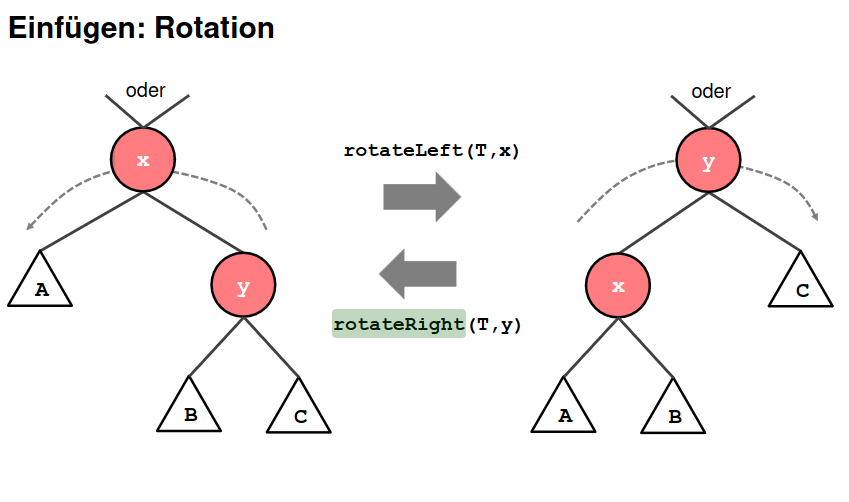 Einfügen: Rotation
oder
x
A
y
B
C
rotateLeft(T,x)
rotateRight(T,y)
oder
y
x
C
A
B